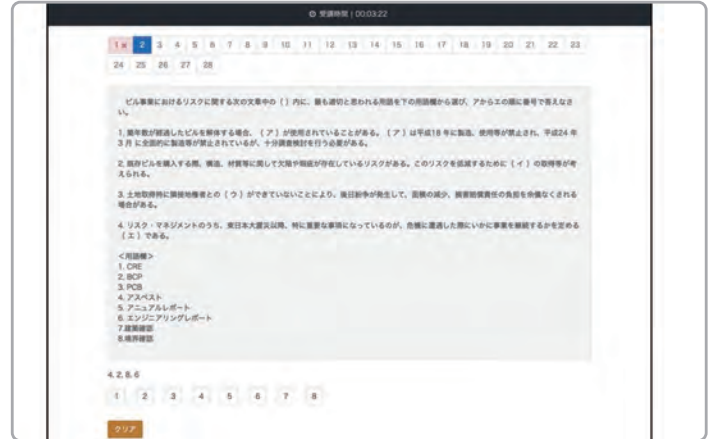 受講時間 | 00:03:22
1 × 2 3 4 5 6 7 8 9 10 11 12 13 14 15 16 17 18 19 20 21 22 23
24 25 26 27 28
ビル事業におけるリスクに関する次の文章中の（ ）内に、最も適切と思われる用語を下の用語欄から選び、アからエの順に番号で答えなさ
い。
1. 築年数が経過したビルを解体する場合、（ ア ）が使用されていることがある。（ ア ）は平成18 年に製造、使用等が禁止され、平成24 年
3 月 に全面的に製造等が禁止されているが、十分調査検討を行う必要がある。
2. 既存ビルを購入する際、構造、材質等に関して欠陥や瑕疵が存在しているリスクがある。このリスクを低減するために（ イ ）の取得等が考
えられる。
3. 土地取得時に隣接地権者との（ ウ ）ができていないことにより、後日紛争が発生して、面積の減少、損害賠償責任の負担を余儀なくされる
場合がある。
4. リスク・マネジメントのうち、東日本大震災以降、特に重要な事項になっているのが、危機に遭遇した際にいかに事業を継続するかを定める
（ エ ）である。
＜用語欄＞
1. CRE
2. BCP
3. PCB
4. アスベスト
5. アニュアルレポート
6. エンジニアリングレポート
7.建築確認
8.境界確認
4, 2, 8, 6
1 2 3 4 5 6 7 8
クリア